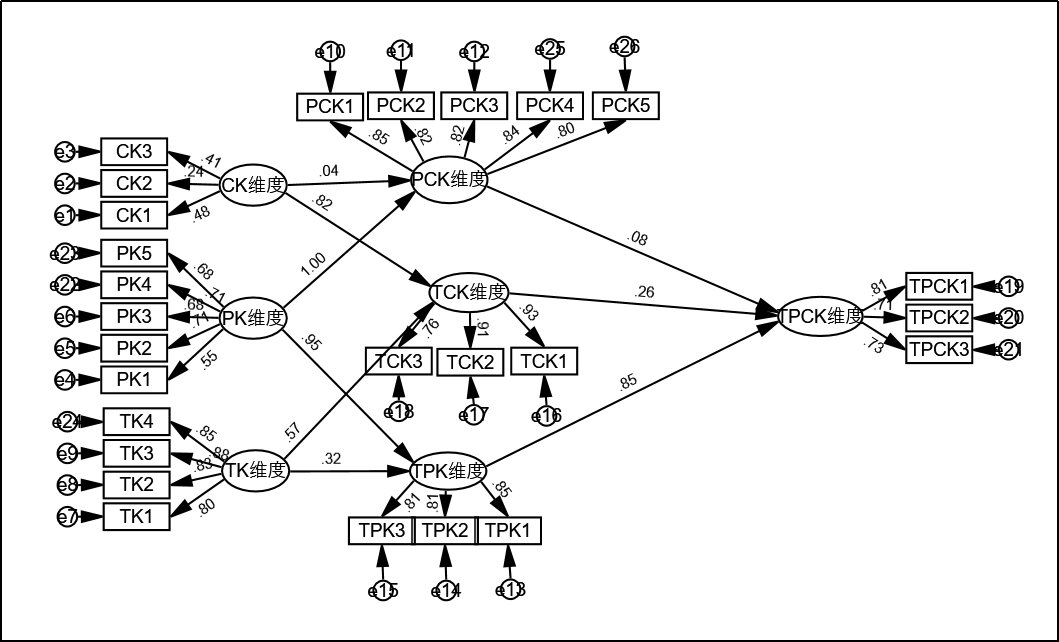 e10 e11 e12 e25 e26
PCK1 PCK2 PCK3 PCK4 PCK5
.85 .82 .82 .84 .80
e3 CK3 .41
e2 CK2 .24 CK维度 .04 PCK维度
e1 CK1 .48 .82
e23 PK5 .68 1.00 .08
e22 PK4 .71 TCK维度 .26 .81 TPCK1 e19
e6 PK3 .68 PK维度 .76 .91 .93 TPCK维度 .71 TPCK2 e20
e5 PK2 .77 .95 .73 TPCK3 e21
e4 PK1 .55 TCK3 TCK2 TCK1
e18 e17 e16 .85
e24 TK4 .85 .57
e9 TK3 .88 TK维度 .32 TPK维度
e8 TK2 .83
e7 TK1 .80 .81 .81 .85
TPK3 TPK2 TPK1
e15 e14 e13